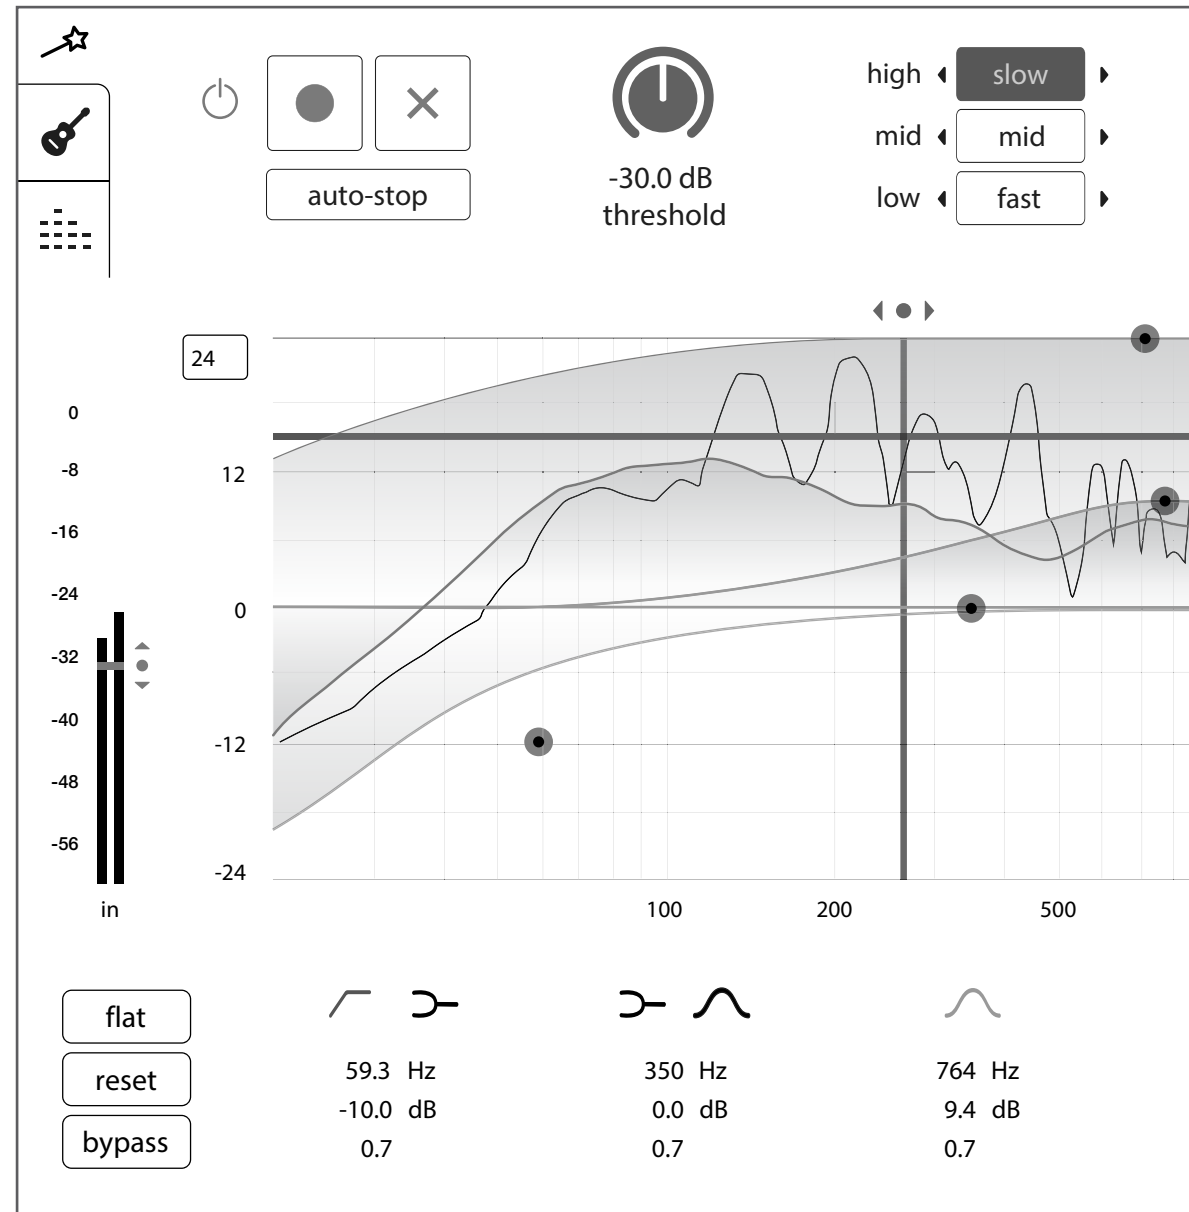 high slow
mid mid
low fast
auto-stop
-30.0 dB
threshold
24
12
0
-12
-24
0
-8
-16
-24
-32
-40
-48
-56
in
100 200 500
flat
reset
bypass
59.3 Hz 350 Hz 764 Hz
-10.0 dB 0.0 dB 9.4 dB
0.7 0.7 0.7